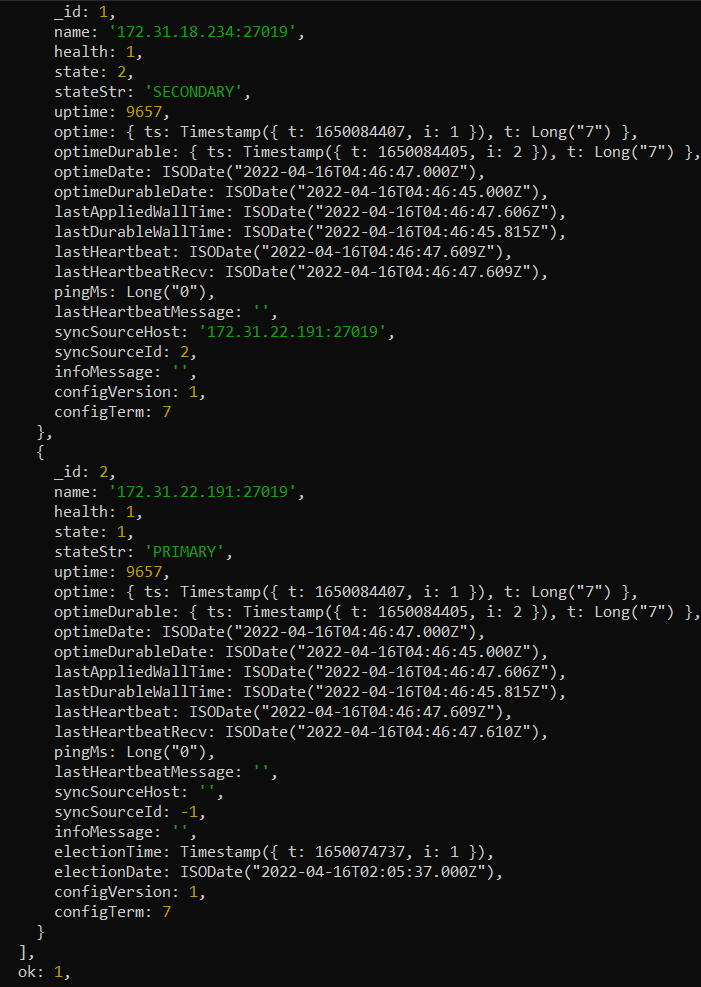 _id: 1,
name: '172.31.18.234:27019',
health: 1,
state: 2,
stateStr: 'SECONDARY',
uptime: 9657,
optime: { ts: Timestamp({ t: 1650084407, i: 1 }), t: Long("7") },
optimeDurable: { ts: Timestamp({ t: 1650084405, i: 2 }), t: Long("7") },
optimeDate: ISODate("2022-04-16T04:46:47.000Z"),
optimeDurableDate: ISODate("2022-04-16T04:46:45.000Z"),
lastAppliedWallTime: ISODate("2022-04-16T04:46:47.606Z"),
lastDurableWallTime: ISODate("2022-04-16T04:46:45.815Z"),
lastHeartbeat: ISODate("2022-04-16T04:46:47.609Z"),
lastHeartbeatRecv: ISODate("2022-04-16T04:46:47.609Z"),
pingMs: Long("0"),
lastHeartbeatMessage: '',
syncSourceHost: '172.31.22.191:27019',
syncSourceId: 2,
infoMessage: '',
configVersion: 1,
configTerm: 7
},
{
_id: 2,
name: '172.31.22.191:27019',
health: 1,
state: 1,
stateStr: 'PRIMARY',
uptime: 9657,
optime: { ts: Timestamp({ t: 1650084407, i: 1 }), t: Long("7") },
optimeDurable: { ts: Timestamp({ t: 1650084405, i: 2 }), t: Long("7") },
optimeDate: ISODate("2022-04-16T04:46:47.000Z"),
optimeDurableDate: ISODate("2022-04-16T04:46:45.000Z"),
lastAppliedWallTime: ISODate("2022-04-16T04:46:47.606Z"),
lastDurableWallTime: ISODate("2022-04-16T04:46:45.815Z"),
lastHeartbeat: ISODate("2022-04-16T04:46:47.609Z"),
lastHeartbeatRecv: ISODate("2022-04-16T04:46:47.610Z"),
pingMs: Long("0"),
lastHeartbeatMessage: '',
syncSourceHost: '',
syncSourceId: -1,
infoMessage: '',
electionTime: Timestamp({ t: 1650074737, i: 1 }),
electionDate: ISODate("2022-04-16T02:05:37.000Z"),
configVersion: 1,
configTerm: 7
}
],
ok: 1,